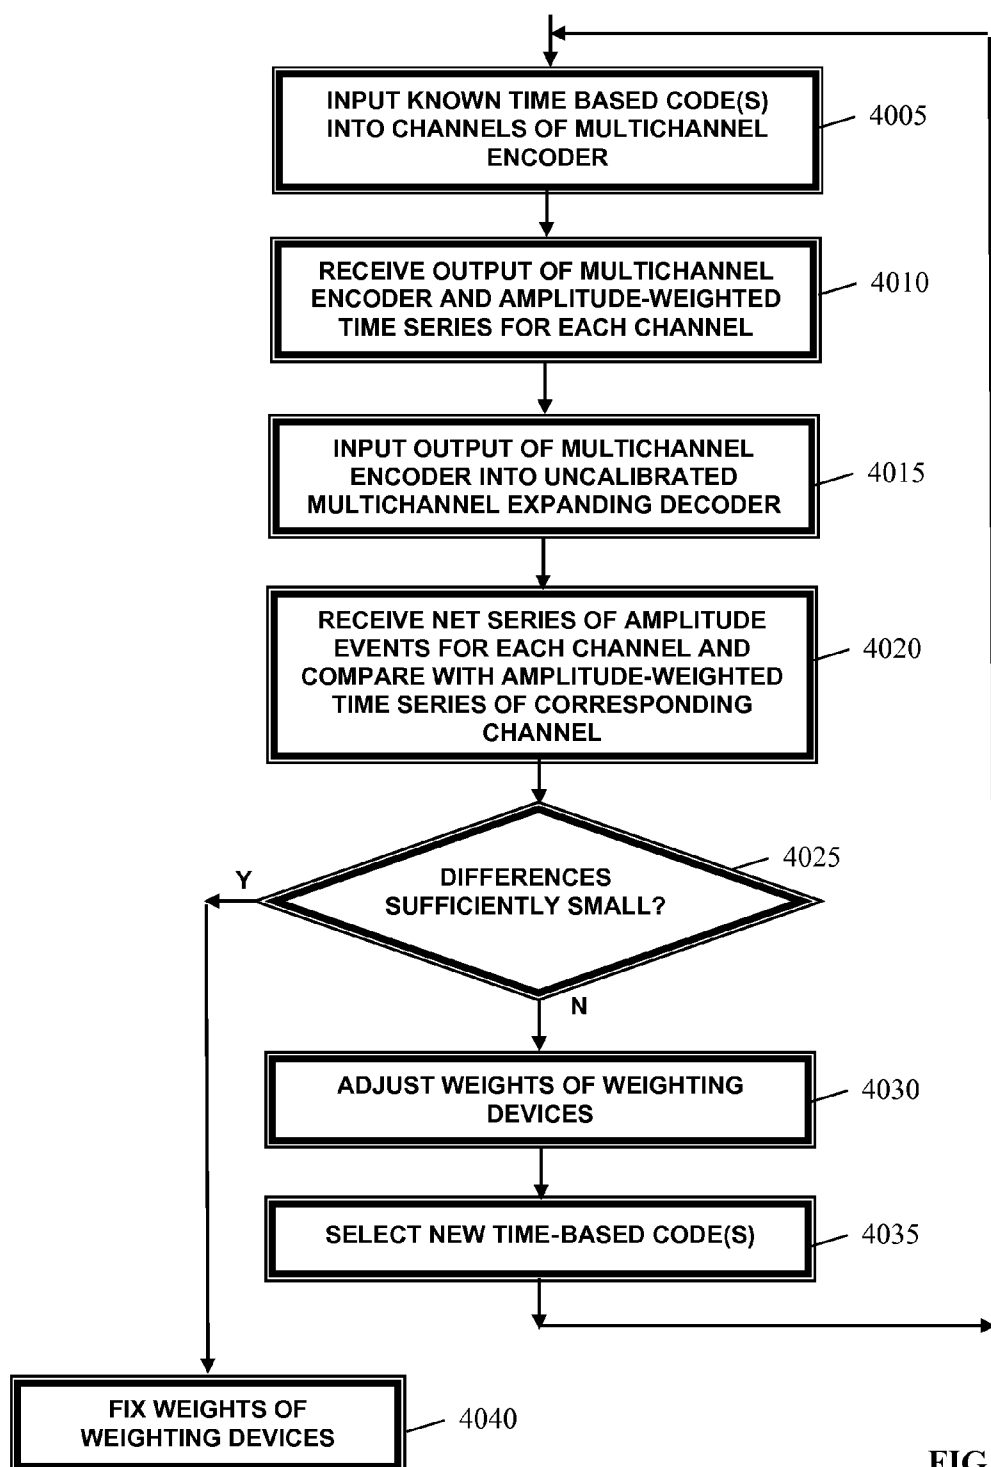 INPUT KNOWN TIME BASED CODE(S)
INTO CHANNELS OF MULTICHANNEL
ENCODER
4005
RECEIVE OUTPUT OF MULTICHANNEL
ENCODER AND AMPLITUDE-WEIGHTED
TIME SERIES FOR EACH CHANNEL
4010
INPUT OUTPUT OF MULTICHANNEL
ENCODER INTO UNCALIBRATED
MULTICHANNEL EXPANDING DECODER
4015
RECEIVE NET SERIES OF AMPLITUDE
EVENTS FOR EACH CHANNEL AND
COMPARE WITH AMPLITUDE-WEIGHTED
TIME SERIES OF CORRESPONDING
CHANNEL
4020
DIFFERENCES
SUFFICIENTLY SMALL?
4025
Y
N
ADJUST WEIGHTS OF WEIGHTING
DEVICES
4030
SELECT NEW TIME-BASED CODE(S)
4035
FIX WEIGHTS OF
WEIGHTING DEVICES
4040
FIG